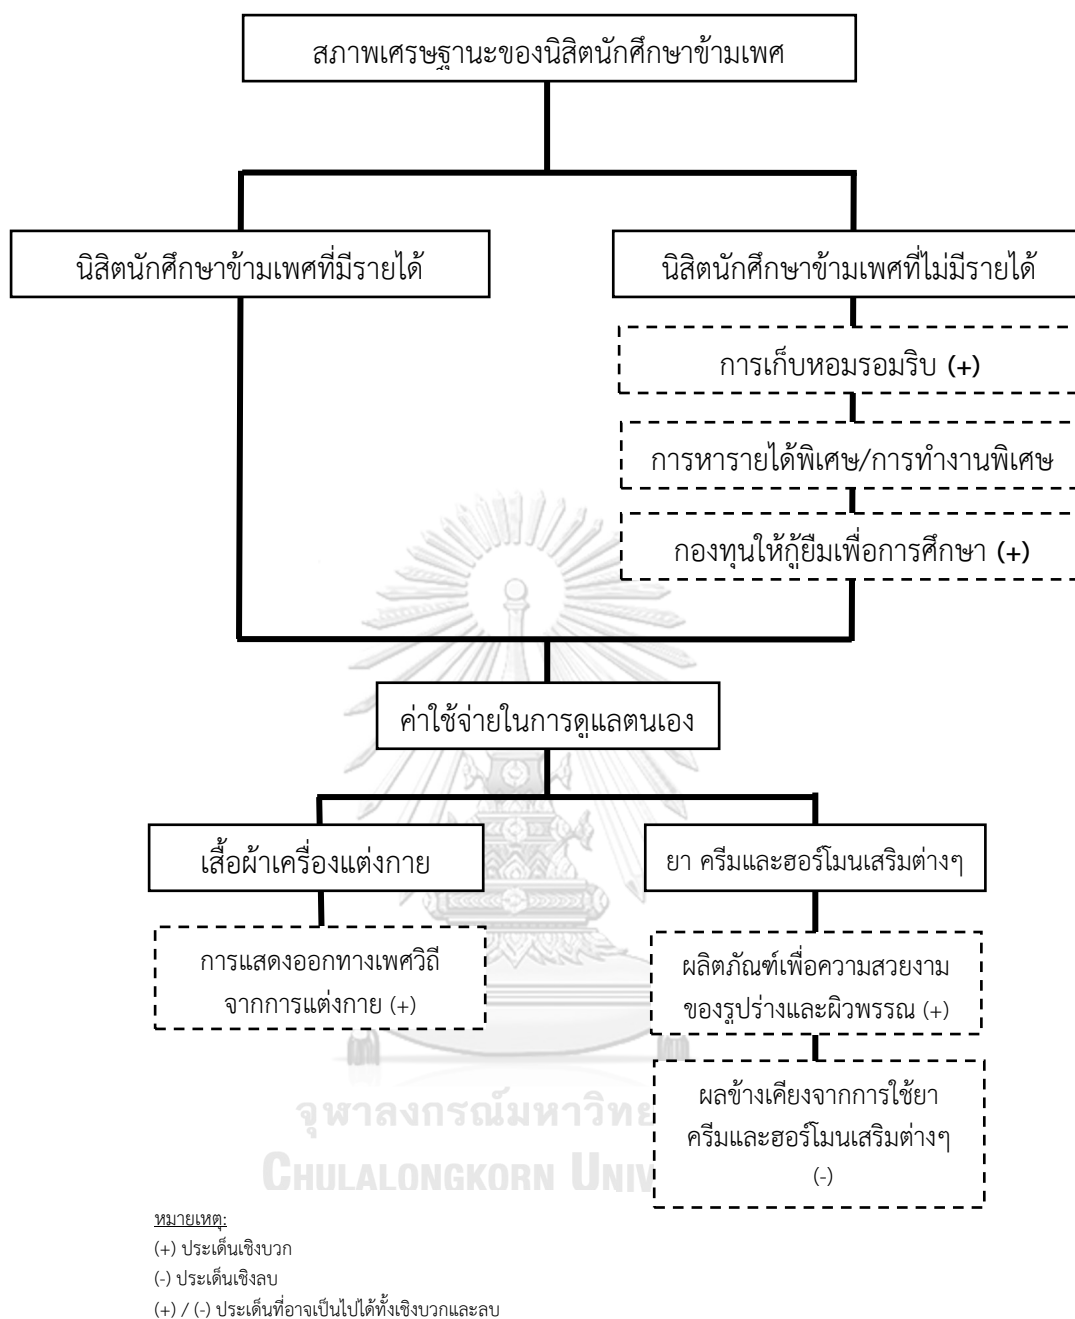 สภาพเศรษฐานะของนิสิตนักศึกษาข้ามเพศ
นิสิตนักศึกษาข้ามเพศที่มีรายได้
นิสิตนักศึกษาข้ามเพศที่ไม่มีรายได้
การเก็บหอมรอมริบ (+)
การหารายได้พิเศษ/การทำงานพิเศษ
กองทุนให้กู้ยืมเพื่อการศึกษา (+)
ค่าใช้จ่ายในการดูแลตนเอง
เสื้อผ้าเครื่องแต่งกาย
ยา ครีมและฮอร์โมนเสริมต่างๆ
การแสดงออกทางเพศวิถี
จากการแต่งกาย (+)
ผลิตภัณฑ์เพื่อความสวยงาม
ของรูปร่างและผิวพรรณ (+)
ผลข้างเคียงจากการใช้ยา
ครีมและฮอร์โมนเสริมต่างๆ
(-)
จุฬาลงกรณ์มหาวิทย
CHULALONGKORN UNIV
หมายเหตุ:
(+) ประเด็นเชิงบวก
(-) ประเด็นเชิงลบ
(+) / (-) ประเด็นที่อาจเป็นไปได้ทั้งเชิงบวกและลบ